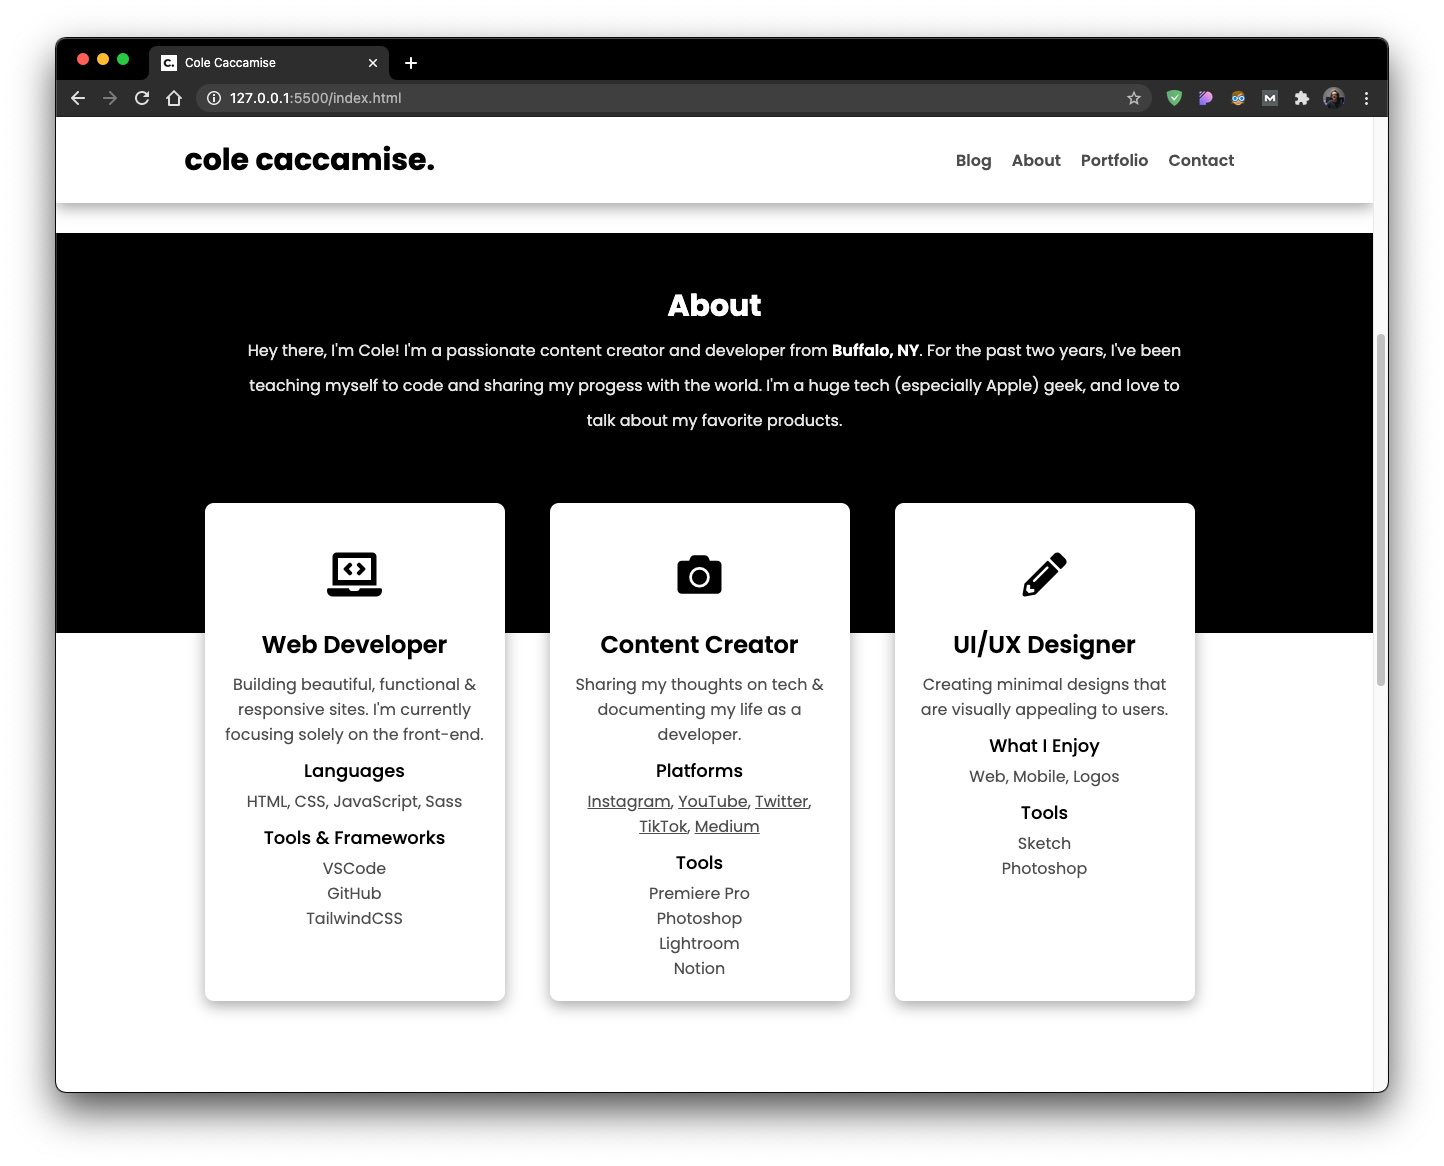 C. Cole Caccamise
127.0.0.1:5500/index.html
cole caccamise.
Blog About Portfolio Contact
About
Hey there, I'm Cole! I'm a passionate content creator and developer from Buffalo, NY. For the past two years, I've been
teaching myself to code and sharing my progess with the world. I'm a huge tech (especially Apple) geek, and love to
talk about my favorite products.
Web Developer
Building beautiful, functional &
responsive sites. I'm currently
focusing solely on the front-end.
Languages
HTML, CSS, JavaScript, Sass
Tools & Frameworks
VSCode
GitHub
TailwindCSS
Content Creator
Sharing my thoughts on tech &
documenting my life as a
developer.
Platforms
Instagram, YouTube, Twitter,
TikTok, Medium
Tools
Premiere Pro
Photoshop
Lightroom
Notion
UI/UX Designer
Creating minimal designs that
are visually appealing to users.
What I Enjoy
Web, Mobile, Logos
Tools
Sketch
Photoshop